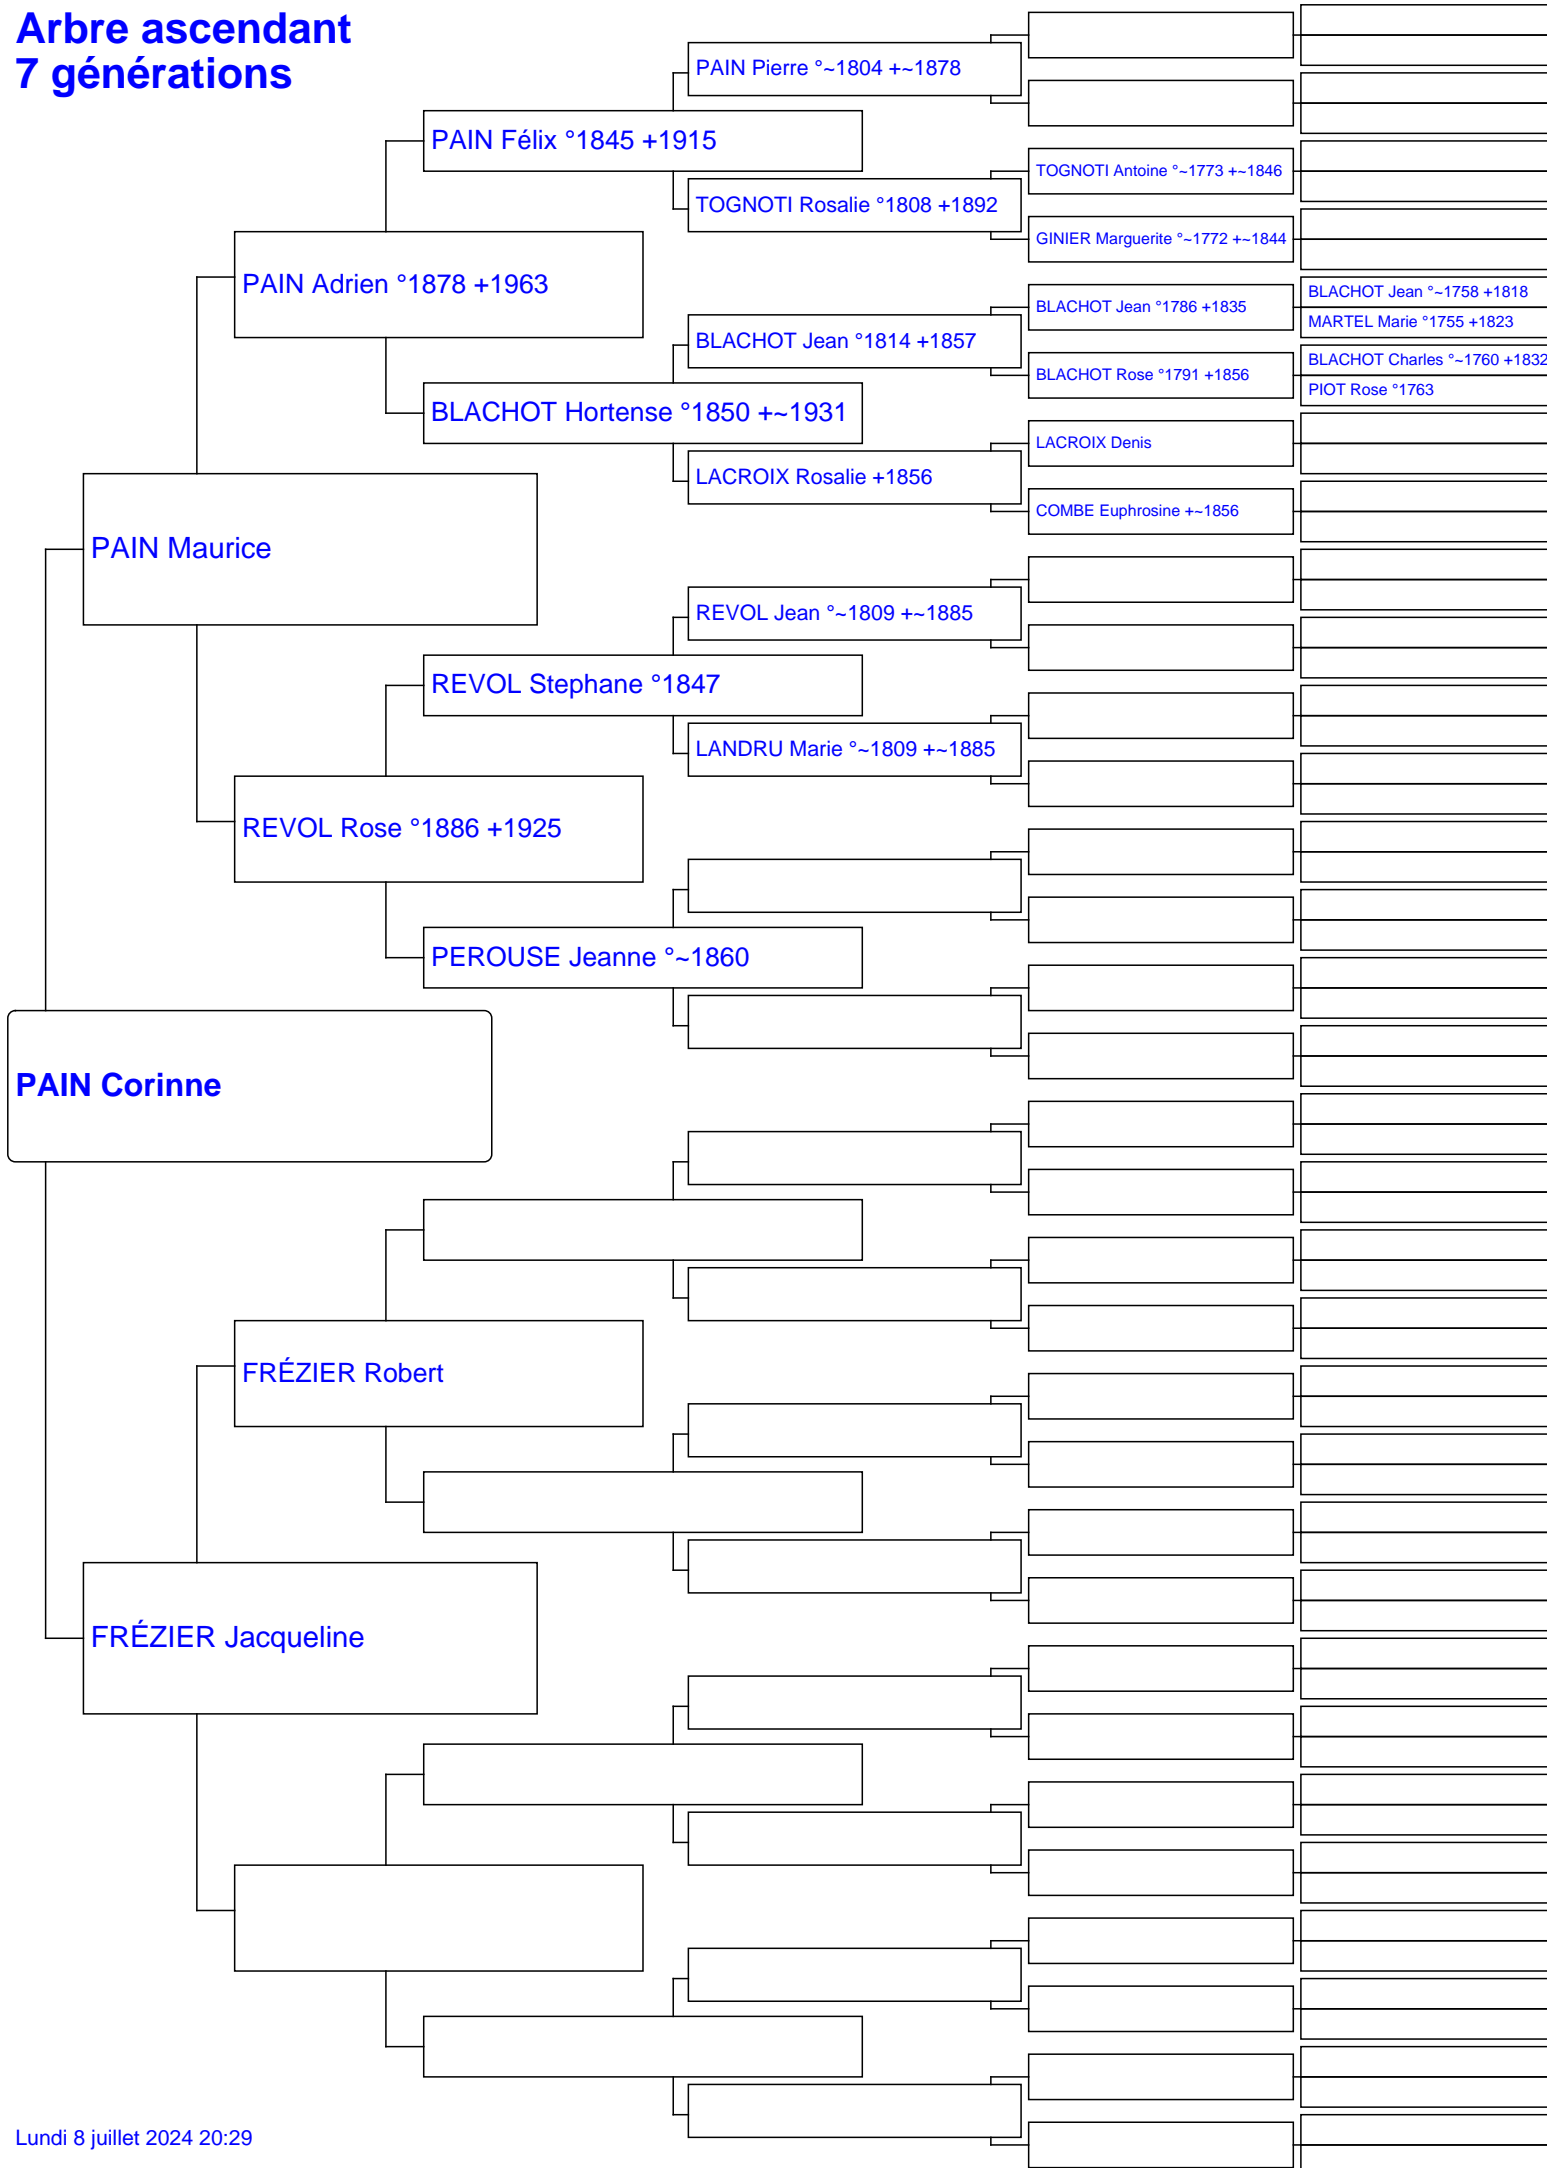 Arbre ascendant
7 générations
PAIN Pierre °~1804 +~1878
PAIN Félix °1845 +1915
TOGNOTI Antoine °~1773 +~1846
TOGNOTI Rosalie °1808 +1892
GINIER Marguerite °~1772 +~1844
PAIN Adrien °1878 +1963
BLACHOT Jean °~1758 +1818
BLACHOT Jean °1786 +1835
MARTEL Marie °1755 +1823
BLACHOT Jean °1814 +1857
BLACHOT Charles °~1760 +1832
BLACHOT Rose °1791 +1856
PIOT Rose °1763
BLACHOT Hortense °1850 +~1931
LACROIX Denis
LACROIX Rosalie +1856
COMBE Euphrosine +~1856
PAIN Maurice
REVOL Jean °~1809 +~1885
REVOL Stephane °1847
LANDRU Marie °~1809 +~1885
REVOL Rose °1886 +1925
PEROUSE Jeanne °~1860
PAIN Corinne
FRÉZIER Robert
FRÉZIER Jacqueline
Lundi 8 juillet 2024 20:29